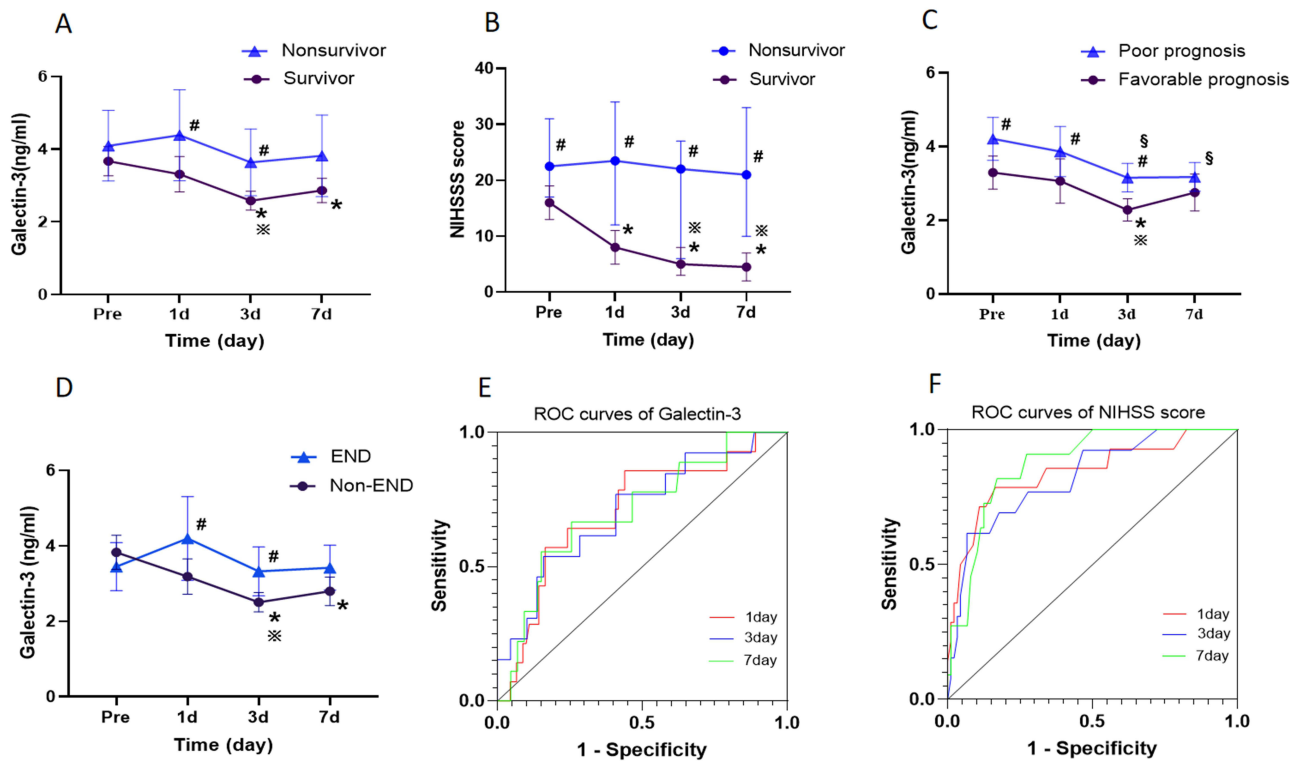 A
Nonsurvivor
Survivor
Galectin-3(ng/ml)
6
4
2
0
#
#
*
※
*
Pre 1d 3d 7d
Time (day)
B
Nonsurvivor
Survivor
NIHSSS score
40
30
20
10
0
# # # #
*
※
*
※
*
Pre 1d 3d 7d
Time (day)
C
Poor prognosis
Favorable prognosis
Galectin-3(ng/ml)
6
4
2
0
#
#
§
#
§
*
※
Pre 1d 3d 7d
Time (day)
D
END
Non-END
Galectin-3 (ng/ml)
6
4
2
0
#
#
*
※
*
Pre 1d 3d 7d
Time (day)
E
ROC curves of Galectin-3
Sensitivity
1.0
0.5
0.0
1day
3day
7day
0.0 0.5 1.0
1 - Specificity
F
ROC curves of NIHSS score
Sensitivity
1.0
0.5
0.0
1day
3day
7day
0.0 0.5 1.0
1 - Specificity